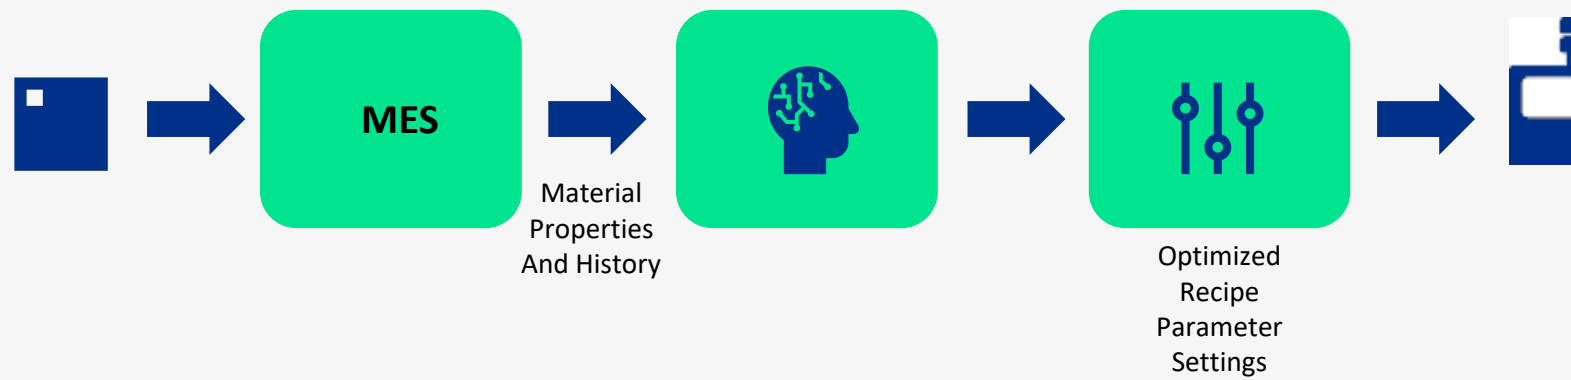 MES
Material
Properties
And History
Optimized
Recipe
Parameter
Settings